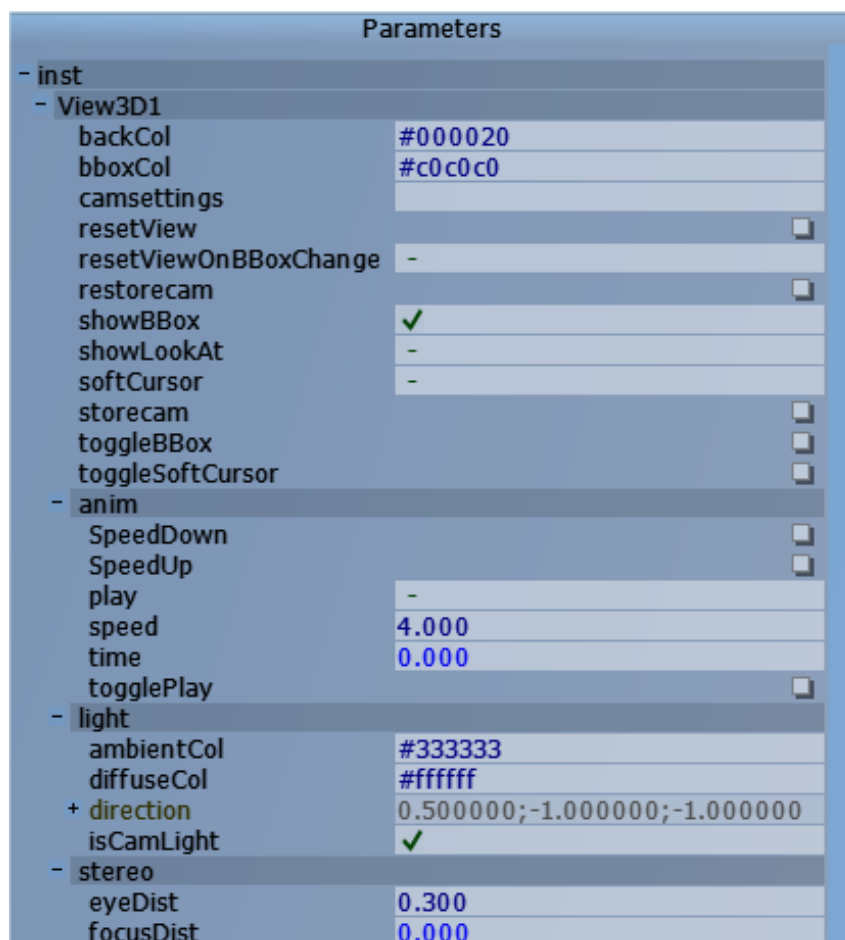 Parameters
- inst
- View3D1
backCol #000020
bboxCol #c0c0c0
camsettings
resetView
resetViewOnBBoxChange -
restorecam
showBBox ✓
showLookAt -
softCursor -
storecam
toggleBBox
toggleSoftCursor
- anim
SpeedDown
SpeedUp
play -
speed 4.000
time 0.000
togglePlay
- light
ambientCol #333333
diffuseCol #ffffff
+ direction 0.500000;-1.000000;-1.000000
isCamLight ✓
- stereo
eyeDist 0.300
focusDist 0.000